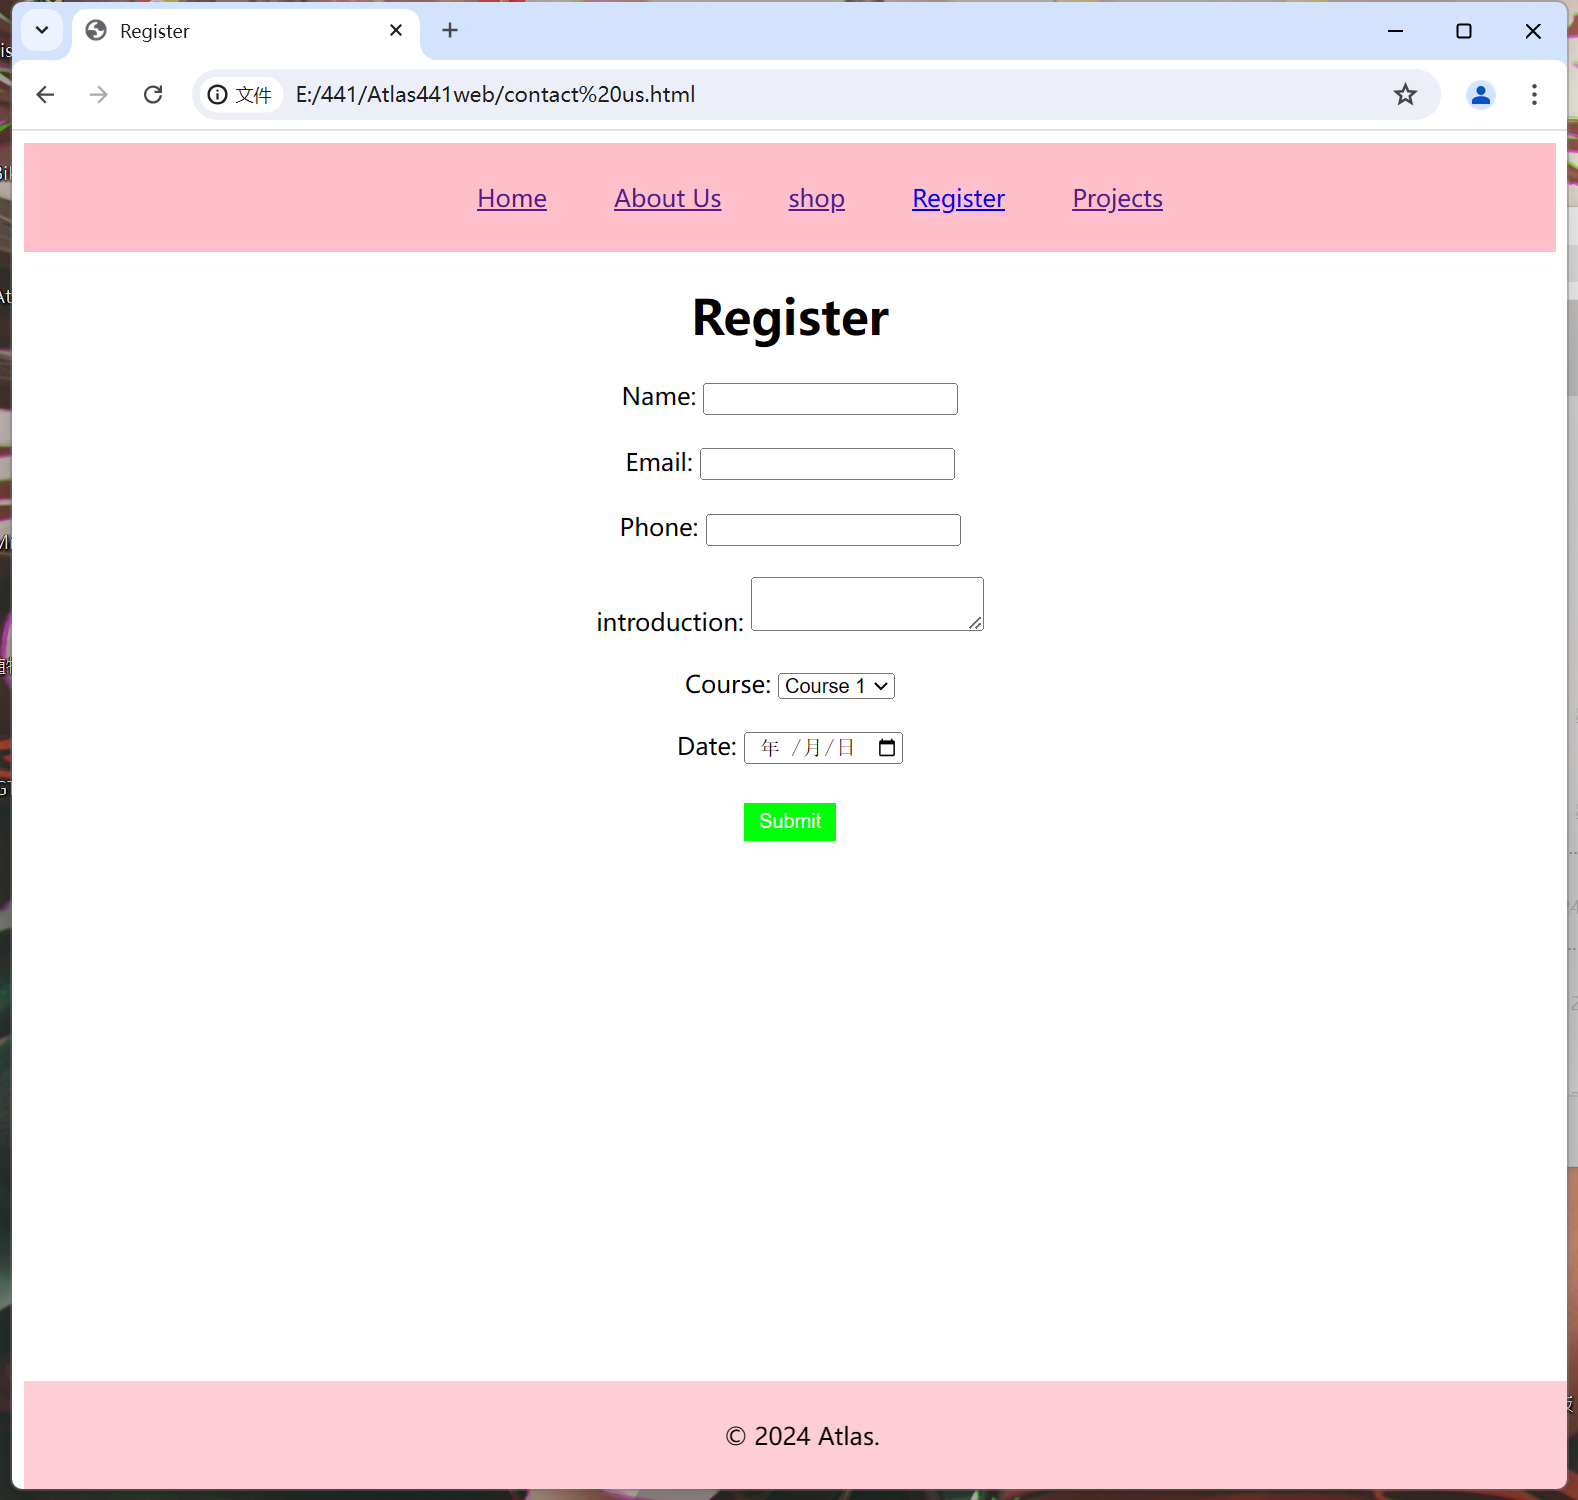 Register
文件 E:/441/Atlas441web/contact%20us.html
Home About Us shop Register Projects
Register
Name:
Email:
Phone:
introduction:
Course: Course 1
Date: 年 /月/日
Submit
© 2024 Atlas.